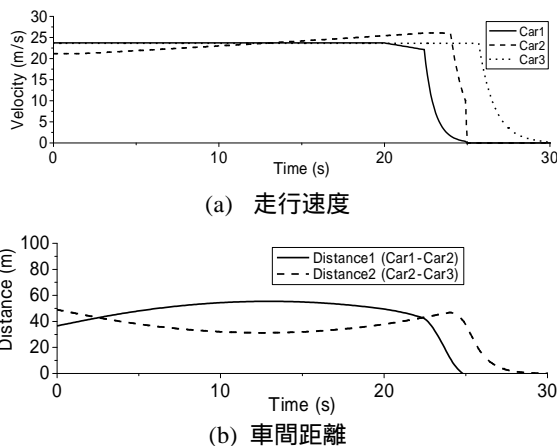 30
25
20
15
10
5
0
Velocity (m/s)
Car1
Car2
Car3
0 10 20 30
Time (s)
(a) 走行速度
100
80
60
40
20
0
Distance (m)
Distance1 (Car1-Car2)
Distance2 (Car2-Car3)
0 10 20 30
Time (s)
(b) 車間距離